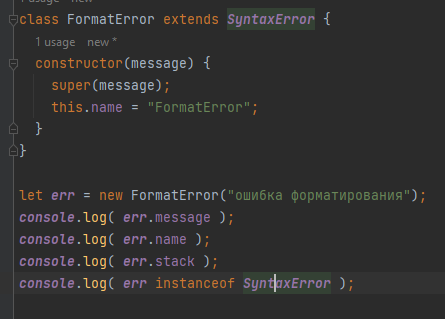 1 usage new *
class FormatError extends SyntaxError {
1 usage new *
constructor(message) {
super(message);
this.name = "FormatError";
}
}
let err = new FormatError("ошибка форматирования");
console.log( err.message );
console.log( err.name );
console.log( err.stack );
console.log( err instanceof SyntaxError );